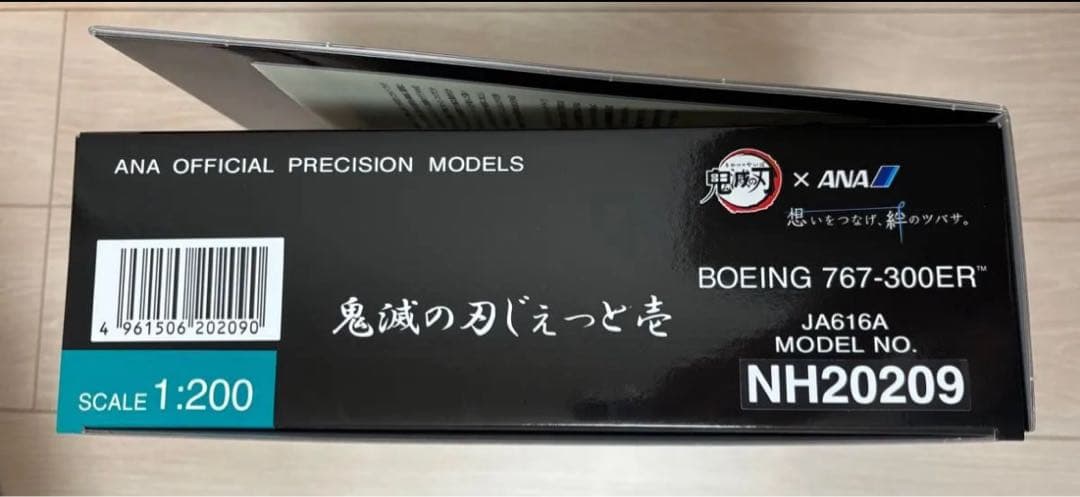 ANA OFFICIAL PRECISION MODELS
鬼滅の刃 × ANA
想いをつなげ、絆のツバサ。
BOEING 767-300ER™
JA616A
MODEL NO.
NH20209
鬼滅の刃じぇっと壱
4 961506 202090
SCALE 1:200